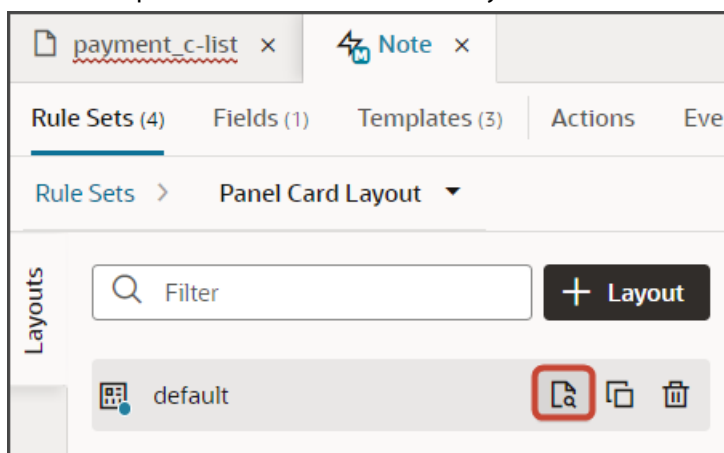 payment_c-list × Note ×
Rule Sets (4) Fields (1) Templates (3) Actions Eve
Rule Sets > Panel Card Layout
Layouts
Filter + Layout
default